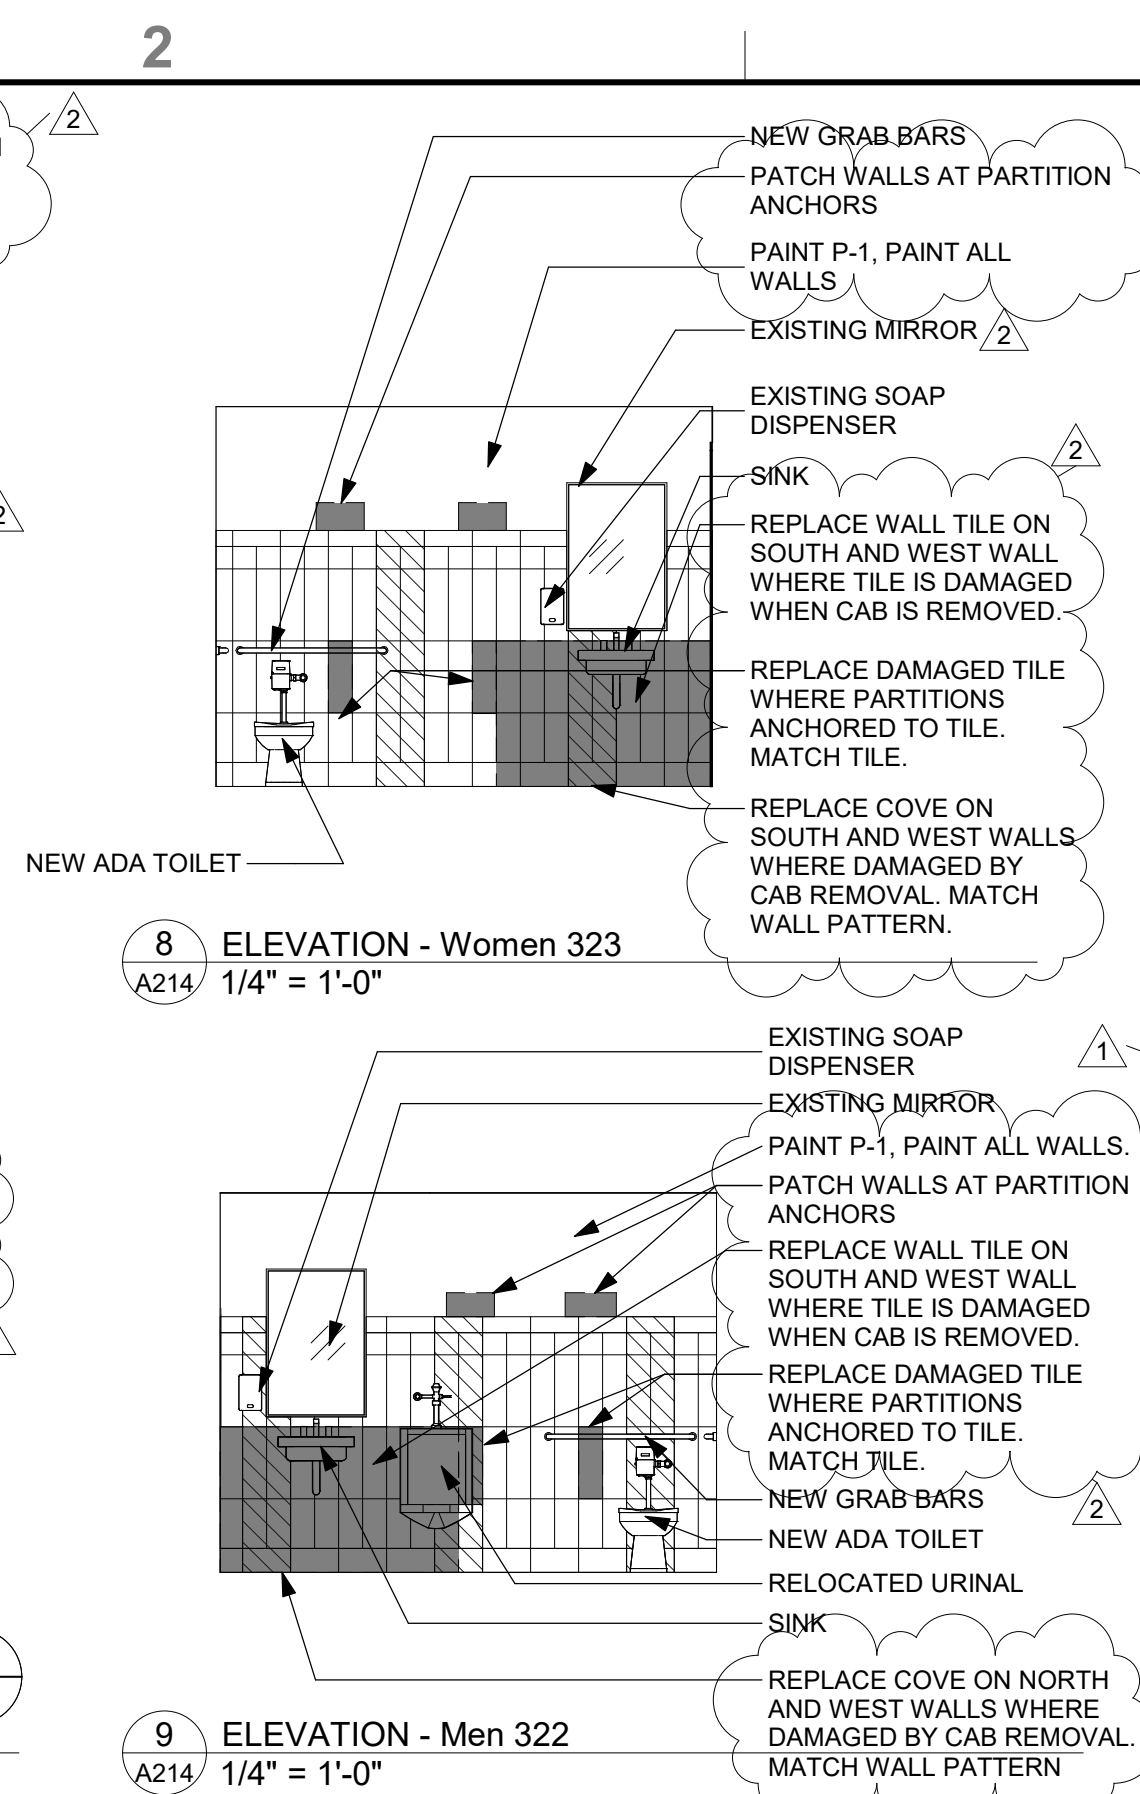 2
2
NEW GRAB BARS
PATCH WALLS AT PARTITION
ANCHORS
PAINT P-1, PAINT ALL
WALLS
EXISTING MIRROR
2
EXISTING SOAP
DISPENSER
2
SINK
2
REPLACE WALL TILE ON
SOUTH AND WEST WALL
WHERE TILE IS DAMAGED
WHEN CAB IS REMOVED.
REPLACE DAMAGED TILE
WHERE PARTITIONS
ANCHORED TO TILE.
MATCH TILE.
REPLACE COVE ON
SOUTH AND WEST WALLS
WHERE DAMAGED BY
CAB REMOVAL. MATCH
WALL PATTERN.
NEW ADA TOILET
8
A214
ELEVATION - Women 323
1/4" = 1'-0"
EXISTING SOAP
DISPENSER
1
EXISTING MIRROR
PAINT P-1, PAINT ALL WALLS.
PATCH WALLS AT PARTITION
ANCHORS
REPLACE WALL TILE ON
SOUTH AND WEST WALL
WHERE TILE IS DAMAGED
WHEN CAB IS REMOVED.
REPLACE DAMAGED TILE
WHERE PARTITIONS
ANCHORED TO TILE.
MATCH TILE.
NEW GRAB BARS
2
NEW ADA TOILET
RELOCATED URINAL
SINK
REPLACE COVE ON NORTH
AND WEST WALLS WHERE
DAMAGED BY CAB REMOVAL.
MATCH WALL PATTERN
9
A214
ELEVATION - Men 322
1/4" = 1'-0"